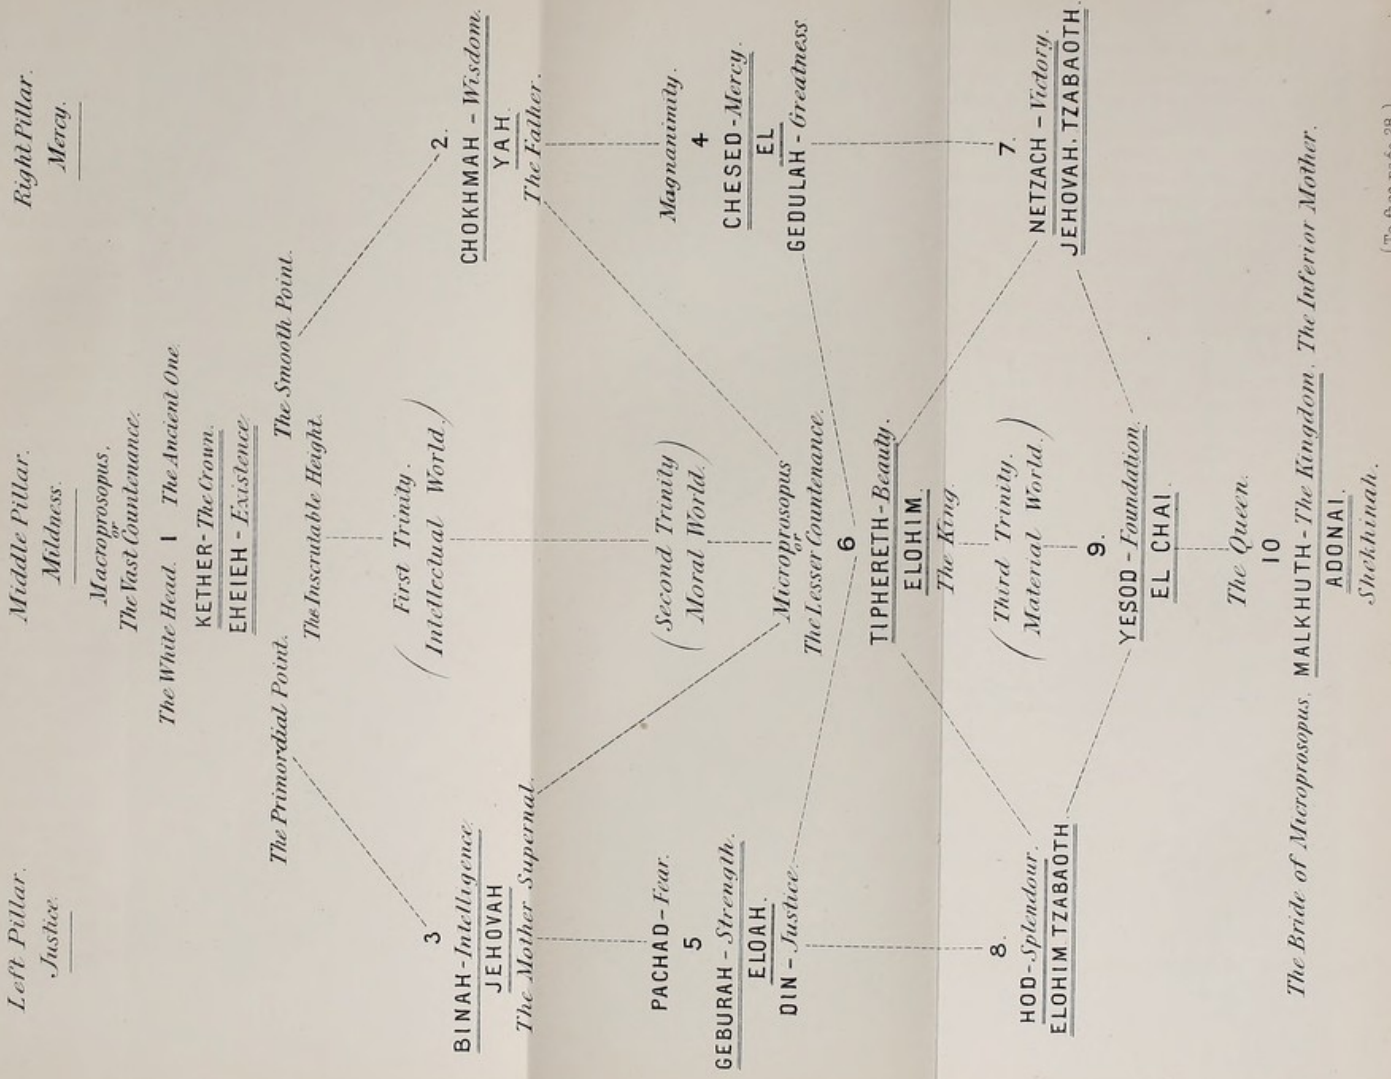 Left Pillar. Middle Pillar. Right Pillar.
Justice. Mildness. Mercy.
Macroprosopus.
or
The Vast Countenance.
The White Head. 1 The Ancient One.
KETHER-The Crown.
EHEIEH - Existence.
The Primordial Point. The Smooth Point.
The Inscrutable Height.
3
2.
BINAH-Intelligence.
JEHOVAH
The Mother Supernal.
(First Trinity.
Intellectual World.)
CHOKHMAH - Wisdom.
YAH.
The Father.
PACHAD-Fear.
5
GEBURAH - Strength.
ELOAH.
DIN - Justice.
(Second Trinity
Moral World.)
Magnanimity.
4
CHESED-Mercy.
EL
GEDULAH - Greatness
Microprosopus
or
The Lesser Countenance.
6
TIPHERETH-Beauty.
ELOHIM.
The King.
8.
HOD-Splendour.
ELOHIM TZABAOTH
(Third Trinity.
Material World.)
7.
NETZACH - Victory.
JEHOVAH. TZABAOTH.
9.
YESOD - Foundation.
EL CHAI.
The Queen.
10
The Bride of Microprosopus. MALKHUTH-The Kingdom. The Inferior Mother.
ADONAI.
Shekhinah.